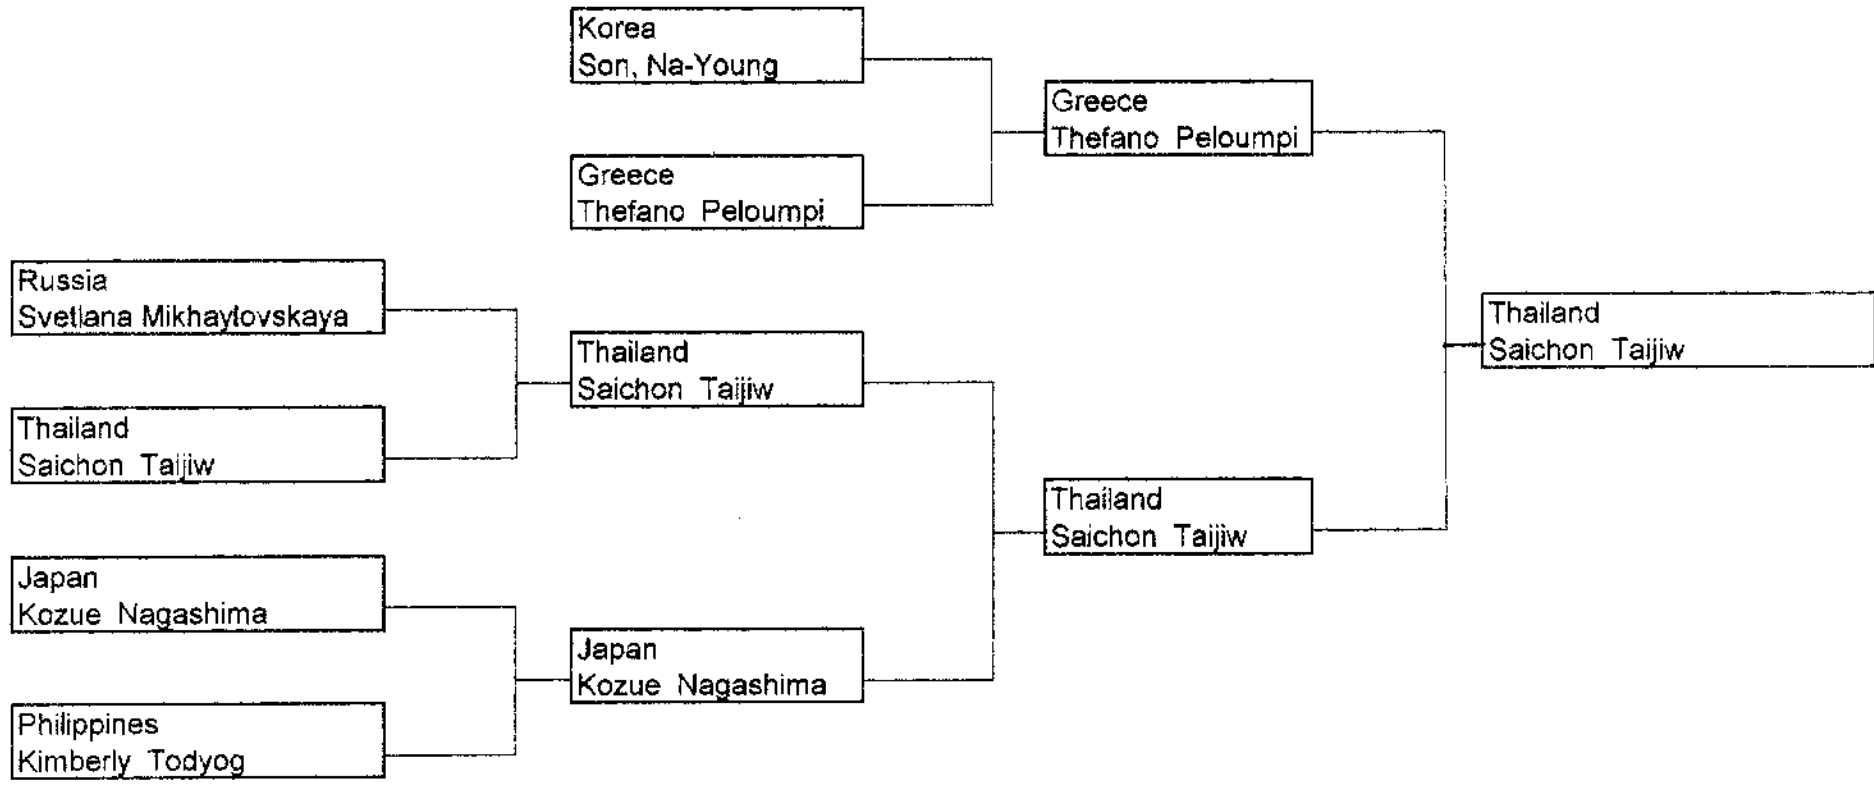 Korea
Son, Na-Young
Greece
Thefano Peloumpi
Greece
Thefano Peloumpi
Russia
Svetlana Mikhaylovskaya
Thailand
Saichon Taijiw
Thailand
Saichon Taijiw
Thailand
Saichon Taijiw
Thailand
Saichon Taijiw
Japan
Kozue Nagashima
Japan
Kozue Nagashima
Philippines
Kimberly Todyog